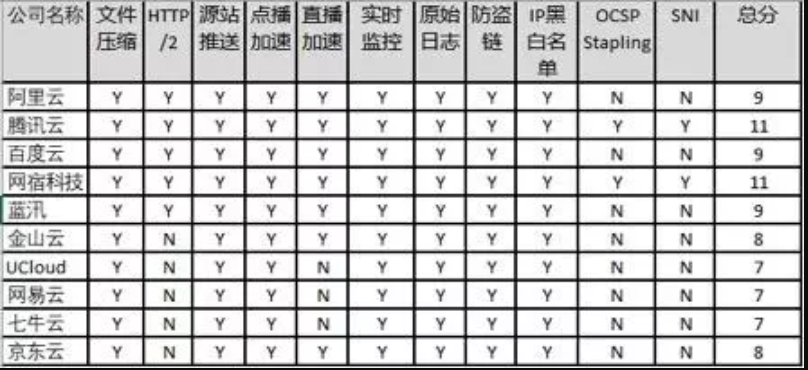 公司名称 文件压缩 HTTP/2 源站推送 点播加速 直播加速 实时监控 原始日志 防盗链 IP黑白名单 OCSP Stapling SNI 总分
阿里云 Y Y Y Y Y Y Y Y Y N N 9
腾讯云 Y Y Y Y Y Y Y Y Y Y Y 11
百度云 Y Y Y Y Y Y Y Y Y N N 9
网宿科技 Y Y Y Y Y Y Y Y Y Y Y 11
蓝汛 Y Y Y Y Y Y Y Y Y N N 9
金山云 Y N Y Y Y Y Y Y Y N N 8
UCloud Y N Y Y N Y Y Y Y N N 7
网易云 Y N Y Y N Y Y Y Y N N 7
七牛云 Y N Y Y N Y Y Y Y N N 7
京东云 Y N Y Y Y Y Y Y Y N N 8